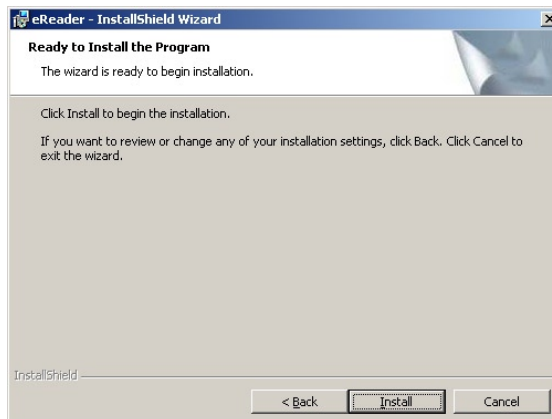 eReader - InstallShield Wizard
Ready to Install the Program
The wizard is ready to begin installation.
Click Install to begin the installation.
If you want to review or change any of your installation settings, click Back. Click Cancel to
exit the wizard.
InstallShield
< Back Install Cancel